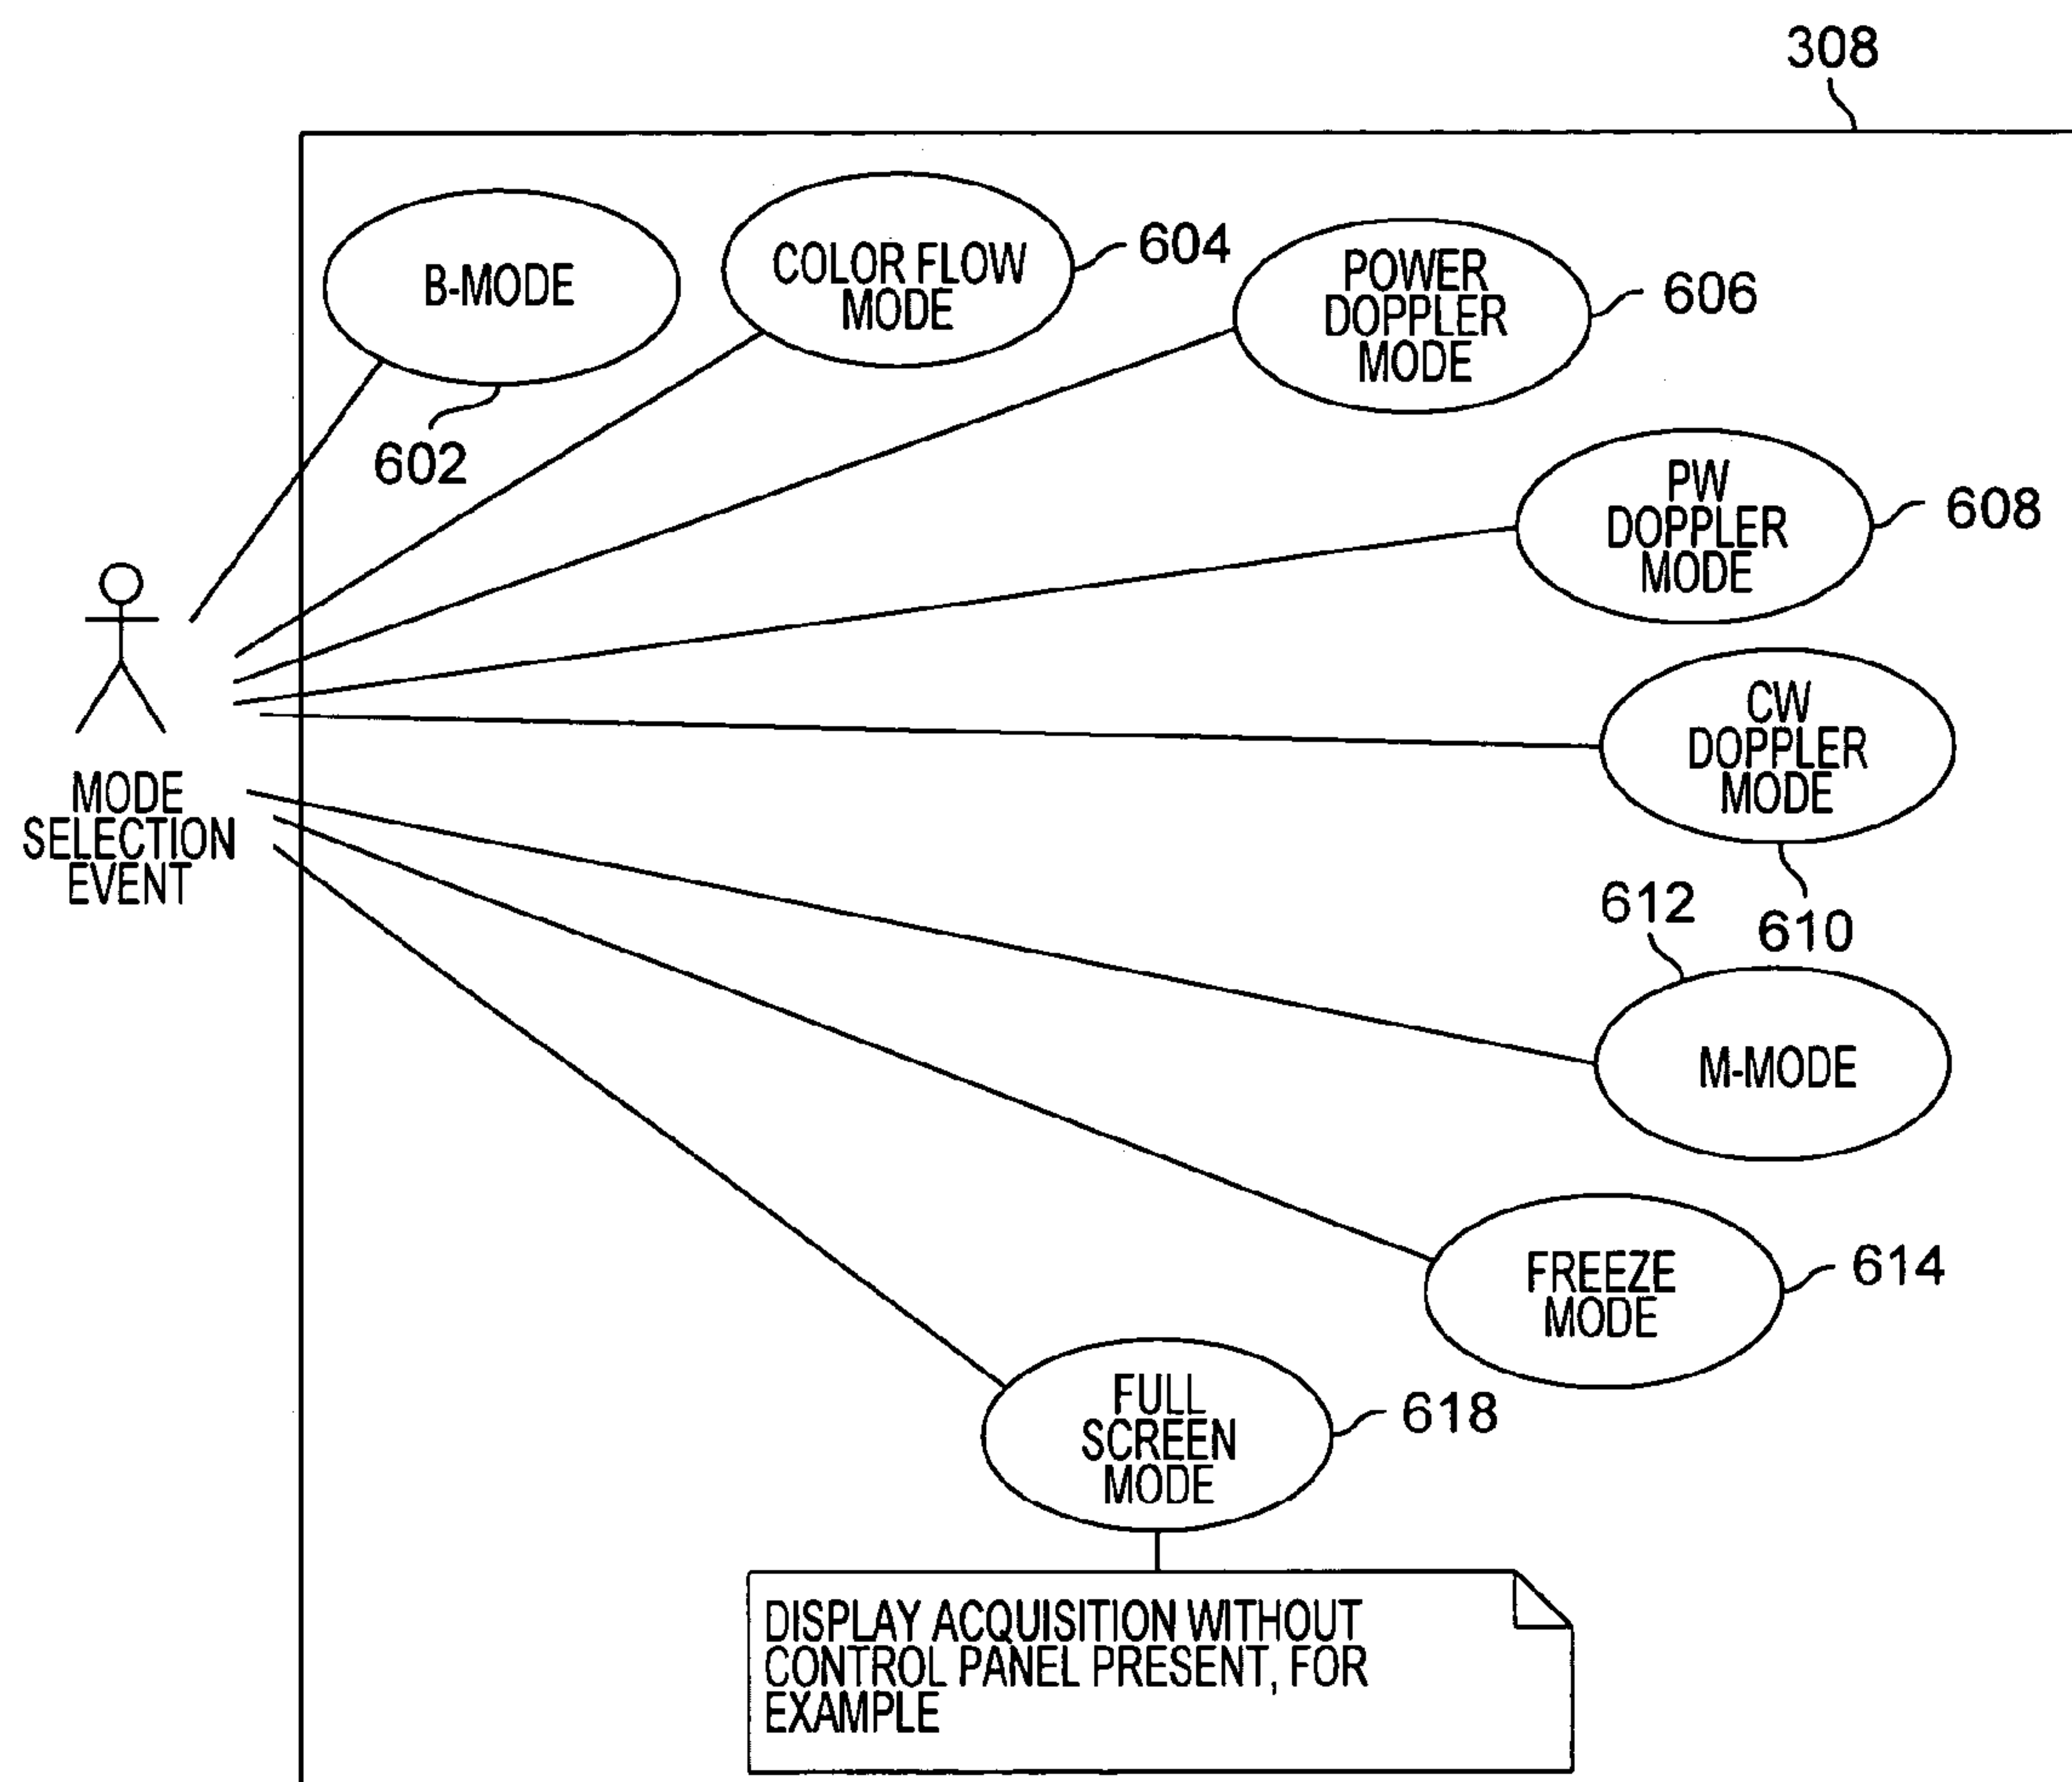 308
B-MODE
602
COLOR FLOW
MODE
604
POWER
DOPPLER
MODE
606
PW
DOPPLER
MODE
608
CW
DOPPLER
MODE
610
MODE
SELECTION
EVENT
612
M-MODE
FREEZE
MODE
614
FULL
SCREEN
MODE
618
DISPLAY ACQUISITION WITHOUT
CONTROL PANEL PRESENT, FOR
EXAMPLE